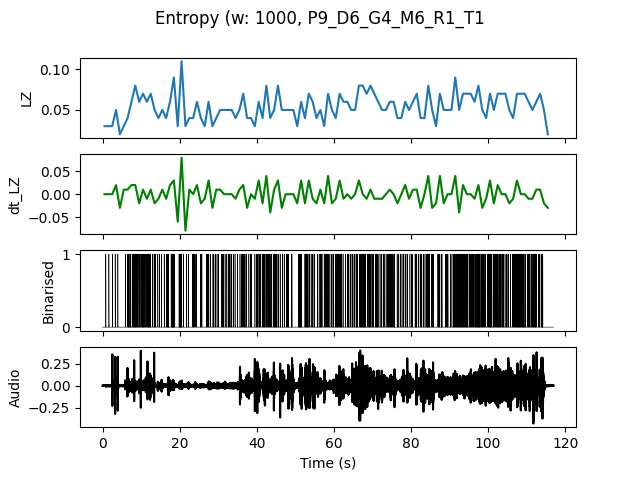 Entropy (w: 1000, P9_D6_G4_M6_R1_T1
0.10
0.05
LZ
0.05
0.00
−0.05
dt_LZ
1
0
Binarised
0.25
0.00
−0.25
Audio
0 20 40 60 80 100 120
Time (s)